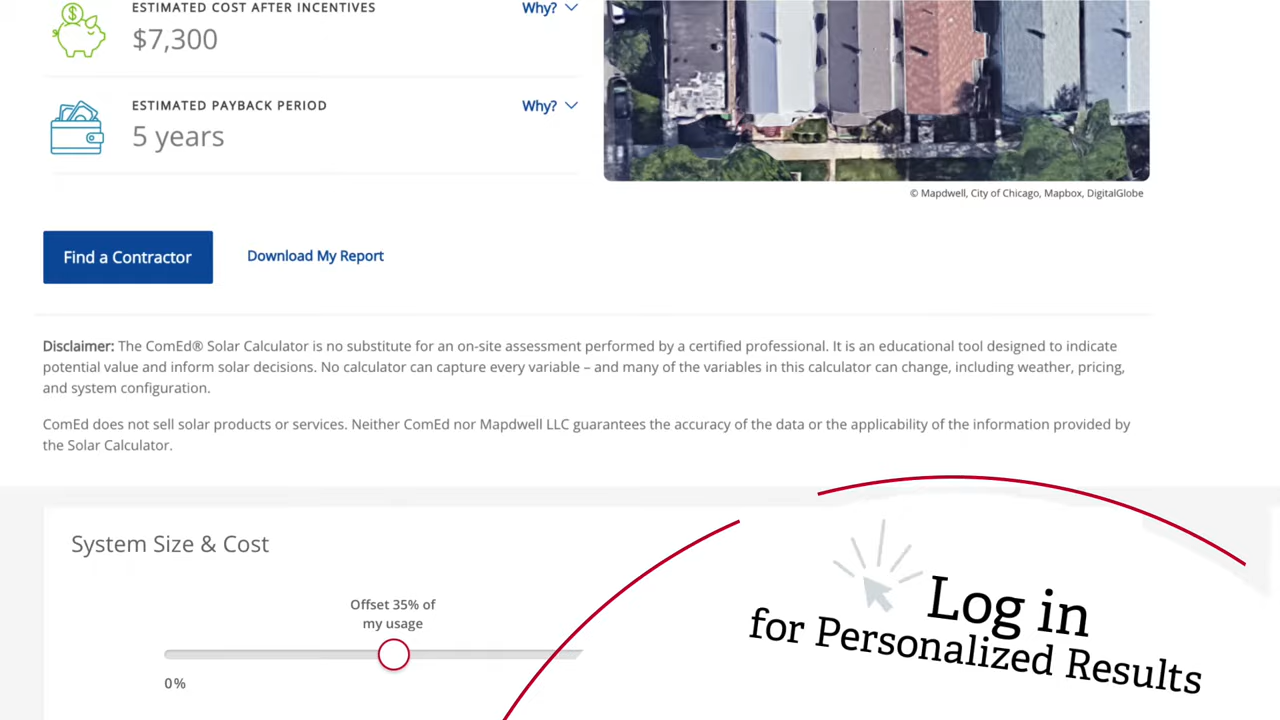 ESTIMATED COST AFTER INCENTIVES
Why?
$7,300
ESTIMATED PAYBACK PERIOD
Why?
5 years
© Mapdwell, City of Chicago, Mapbox, DigitalGlobe
Find a Contractor
Download My Report
Disclaimer: The ComEd® Solar Calculator is no substitute for an on-site assessment performed by a certified professional. It is an educational tool designed to indicate
potential value and inform solar decisions. No calculator can capture every variable – and many of the variables in this calculator can change, including weather, pricing,
and system configuration.
ComEd does not sell solar products or services. Neither ComEd nor Mapdwell LLC guarantees the accuracy of the data or the applicability of the information provided by
the Solar Calculator.
System Size & Cost
Offset 35% of
my usage
0%
Log in
for Personalized Results